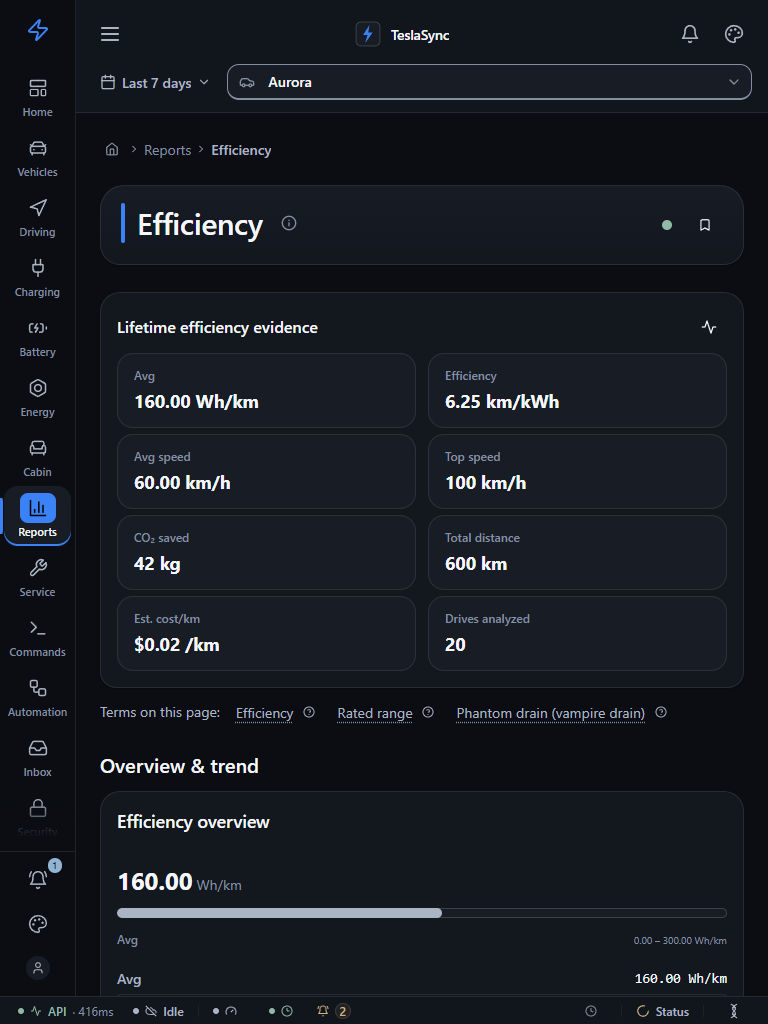 TeslaSync
Last 7 days
Aurora
Home
Vehicles
Driving
Charging
Battery
Energy
Cabin
Reports
Service
Commands
Automation
Inbox
Security
1
Reports
Efficiency
Efficiency
Lifetime efficiency evidence
Avg
160.00 Wh/km
Efficiency
6.25 km/kWh
Avg speed
60.00 km/h
Top speed
100 km/h
CO₂ saved
42 kg
Total distance
600 km
Est. cost/km
$0.02 /km
Drives analyzed
20
Terms on this page: Efficiency Rated range Phantom drain (vampire drain)
Overview & trend
Efficiency overview
160.00 Wh/km
Avg 0.00 – 300.00 Wh/km
Avg 160.00 Wh/km
API · 416ms Idle 2 Status